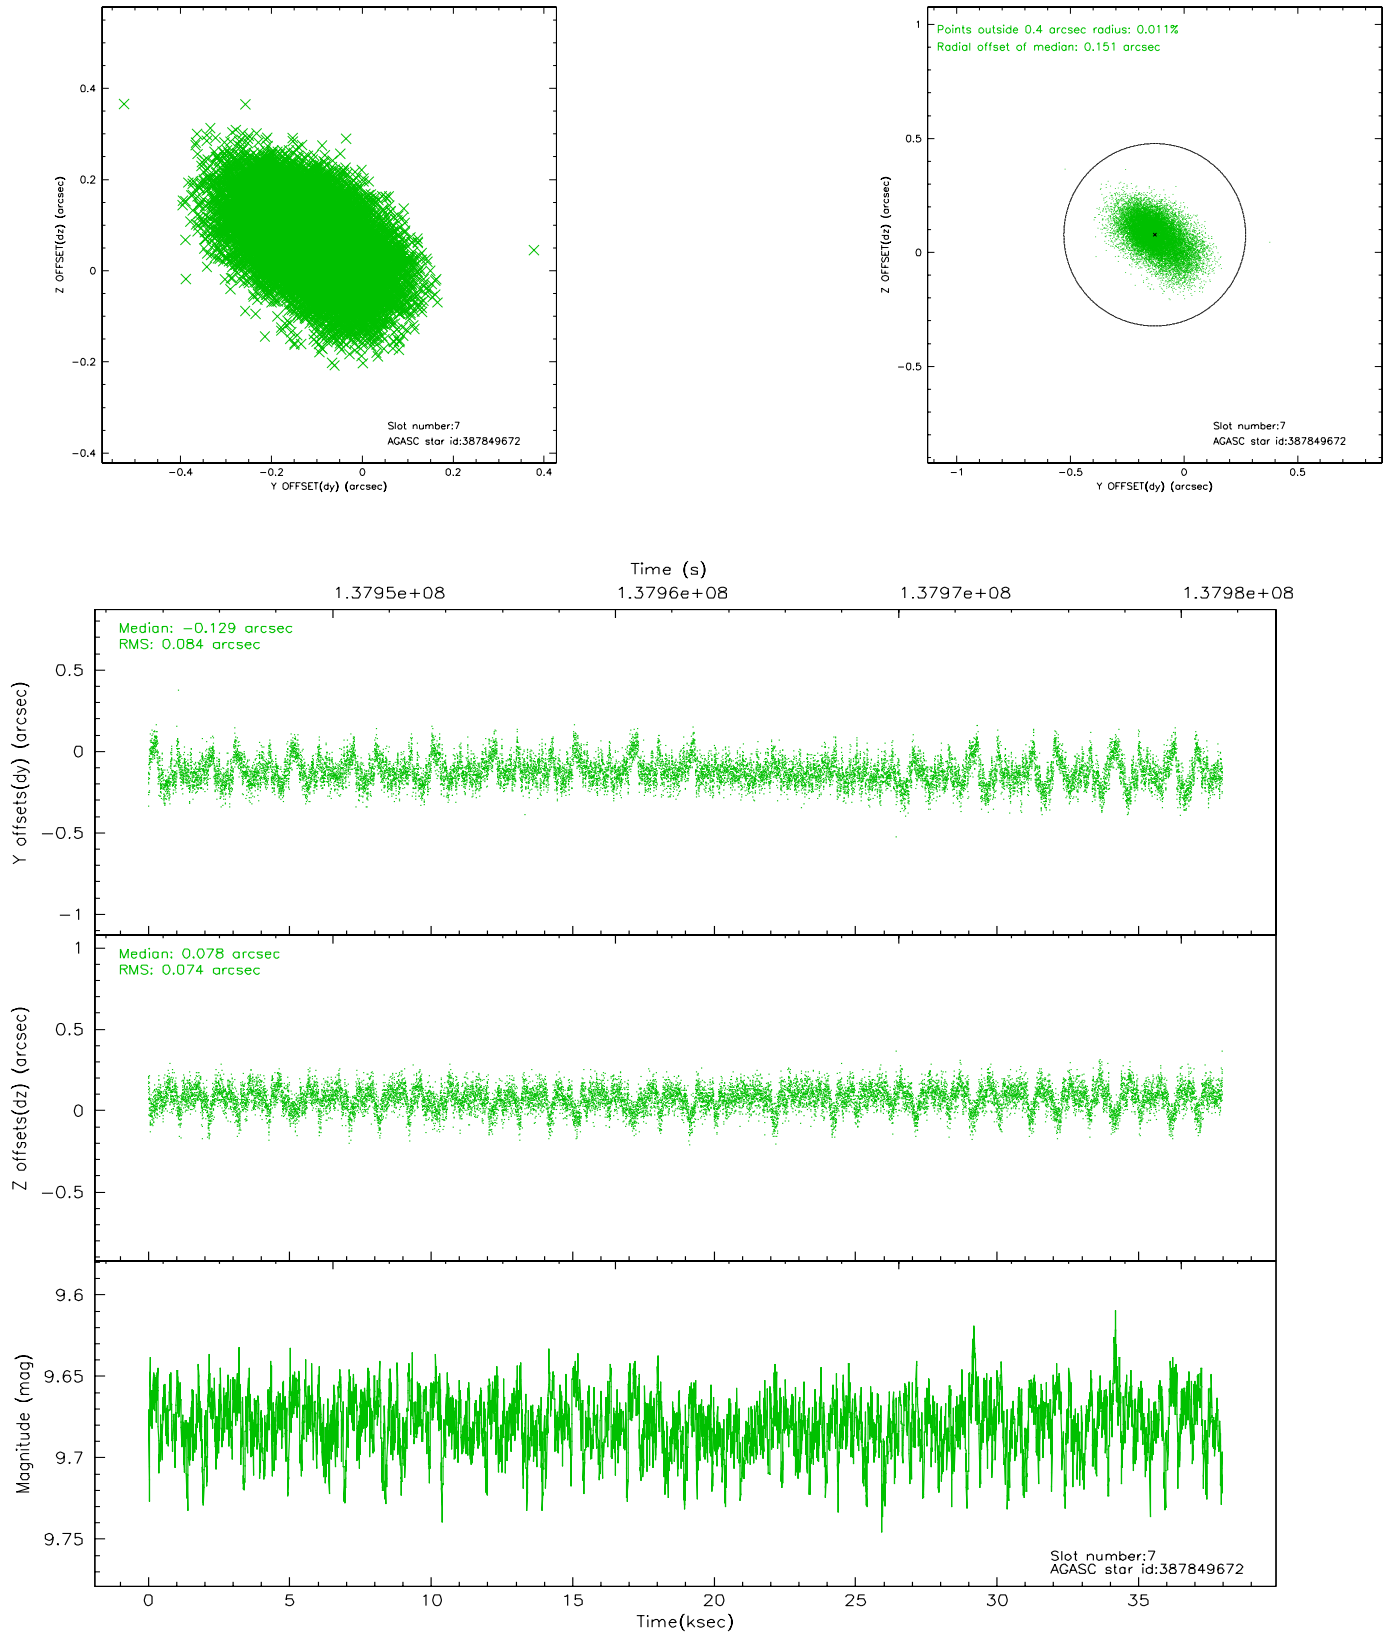 0.4
0.2
0
−0.2
−0.4
Z OFFSET(dz) (arcsec)
Slot number:7
AGASC star id:387849672
−0.4 −0.2 0 0.2 0.4
Y OFFSET(dy) (arcsec)
Points outside 0.4 arcsec radius: 0.011%
Radial offset of median: 0.151 arcsec
1
0.5
0
−0.5
Z OFFSET(dz) (arcsec)
Slot number:7
AGASC star id:387849672
−1 −0.5 0 0.5
Y OFFSET(dy) (arcsec)
Time (s)
1.3795e+08 1.3796e+08 1.3797e+08 1.3798e+08
Median: −0.129 arcsec
RMS: 0.084 arcsec
0.5
0
−0.5
−1
Y offsets(dy) (arcsec)
Median: 0.078 arcsec
RMS: 0.074 arcsec
1
0.5
0
−0.5
Z offsets(dz) (arcsec)
9.6
9.65
9.7
9.75
Magnitude (mag)
Slot number:7
AGASC star id:387849672
0 5 10 15 20 25 30 35
Time(ksec)